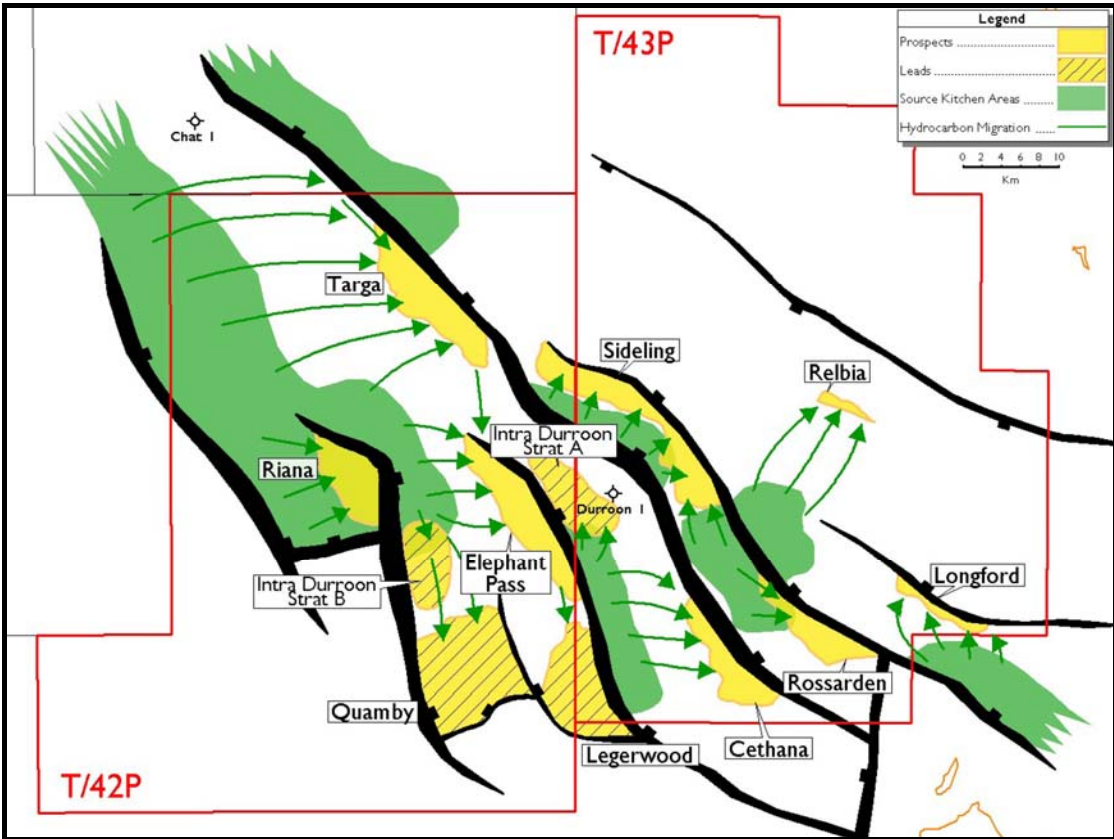 T/43P
Legend
Prospects ..................
Leads ........................
Source Kitchen Areas ........
Hydrocarbon Migration .....
0 2 4 6 8 10
Km
Chat 1
Targa
Sideling
Relbia
Intra Durroon
Strat A
Riana
Durroon 1
Elephant
Pass
Intra Durroon
Strat B
Longford
Rossarden
Quamby
Legerwood
Cethana
T/42P